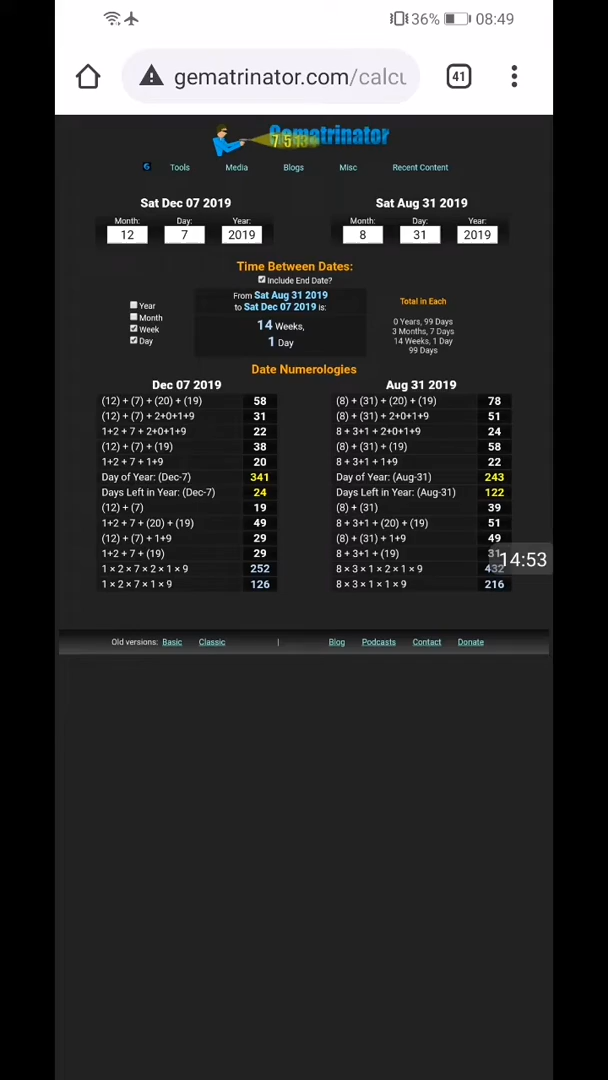 36% 08:49
gematrinator.com/calcu
41
Gematrinator
Tools Media Blogs Misc Recent Content
Sat Dec 07 2019 Sat Aug 31 2019
Month: Day: Year: Month: Day: Year:
12 7 2019 8 31 2019
Time Between Dates:
Include End Date?
Year
Month
Week
Day
From Sat Aug 31 2019
to Sat Dec 07 2019 is:
14 Weeks,
1 Day
Total in Each
0 Years, 99 Days
3 Months, 7 Days
14 Weeks, 1 Day
99 Days
Date Numerologies
Dec 07 2019
(12) + (7) + (20) + (19) 58
(12) + (7) + 2+0+1+9 31
1+2 + 7 + 2+0+1+9 22
(12) + (7) + (19) 38
1+2 + 7 + 1+9 20
Day of Year: (Dec-7) 341
Days Left in Year: (Dec-7) 24
(12) + (7) 19
1+2 + 7 + (20) + (19) 49
(12) + (7) + 1+9 29
1+2 + 7 + (19) 29
1 × 2 × 7 × 2 × 1 × 9 252
1 × 2 × 7 × 1 × 9 126
Aug 31 2019
(8) + (31) + (20) + (19) 78
(8) + (31) + 2+0+1+9 51
8 + 3+1 + 2+0+1+9 24
(8) + (31) + (19) 58
8 + 3+1 + 1+9 22
Day of Year: (Aug-31) 243
Days Left in Year: (Aug-31) 122
(8) + (31) 39
8 + 3+1 + (20) + (19) 51
(8) + (31) + 1+9 49
8 + 3+1 + (19) 31
8 × 3 × 1 × 2 × 1 × 9 432
8 × 3 × 1 × 1 × 9 216
14:53
Old versions: Basic Classic | Blog Podcasts Contact Donate